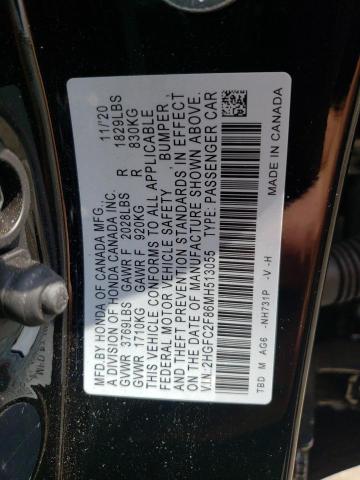 MFD.BY HONDA OF CANADA MFG. 11/'20
A DIVISION OF HONDA CANADA INC.
GVWR 3769LBS GAWR F 2028LBS R 1829LBS
GVWR 1710KG GAWR F 920KG R 830KG
THIS VEHICLE CONFORMS TO ALL APPLICABLE
FEDERAL MOTOR VEHICLE SAFETY, BUMPER,
AND THEFT PREVENTION STANDARDS IN EFFECT
ON THE DATE OF MANUFACTURE SHOWN ABOVE.
V.I.N.:2HGFC2F86MH513055 TYPE: PASSENGER CAR
TBD M AG6 -NH731P -V -H
MADE IN CANADA